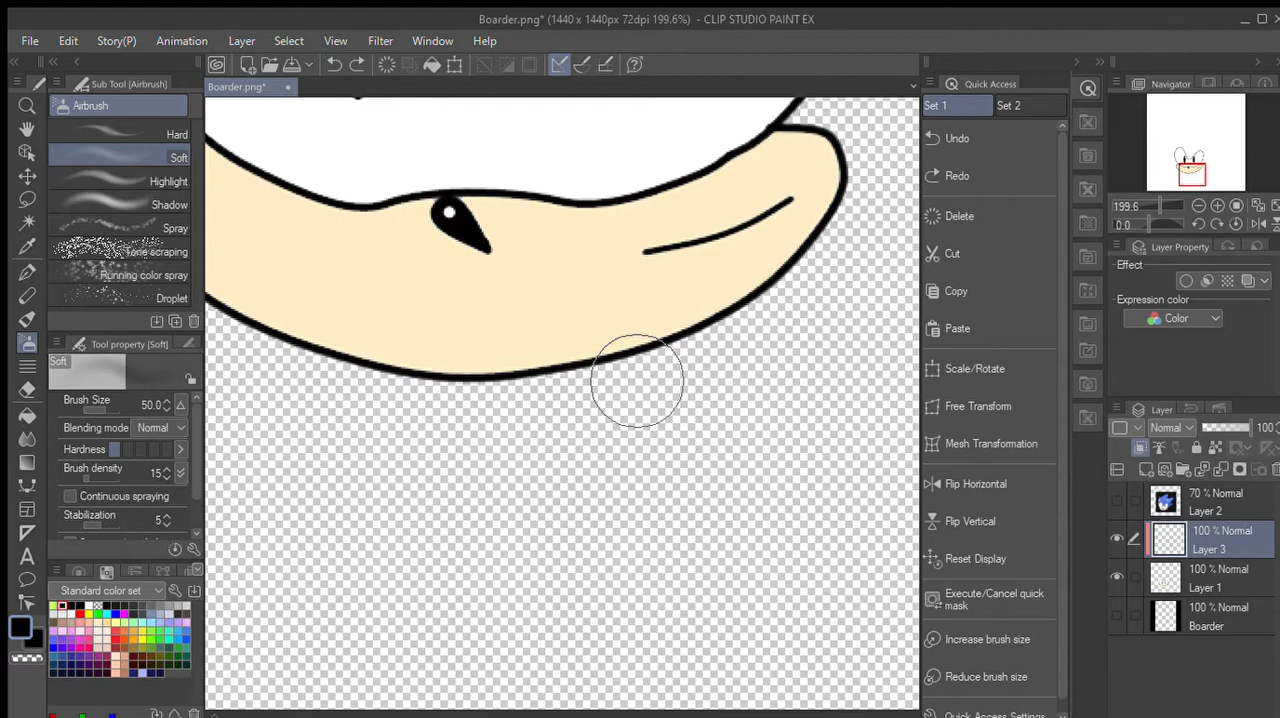 Boarder.png* (1440 x 1440px 72dpi 199.6%) - CLIP STUDIO PAINT EX
File Edit Story(P) Animation Layer Select View Filter Window Help
Sub Tool [Airbrush]
Airbrush
Hard
Soft
Highlight
Shadow
Spray
Tone scraping
Running color spray
Droplet
Tool property [Soft]
Soft
Brush Size 50.0
Blending mode Normal
Hardness
Brush density 15
Continuous spraying
Stabilization 5
Standard color set
Boarder.png*
Quick Access
Set 1 Set 2
Undo
Redo
Delete
Cut
Copy
Paste
Scale/Rotate
Free Transform
Mesh Transformation
Flip Horizontal
Flip Vertical
Reset Display
Execute/Cancel quick
mask
Increase brush size
Reduce brush size
Quick Access Settings
Navigator
199.6
0.0
Layer Property
Effect
Expression color
Color
Layer
Normal 100
70 % Normal
Layer 2
100 % Normal
Layer 3
100 % Normal
Layer 1
100 % Normal
Boarder